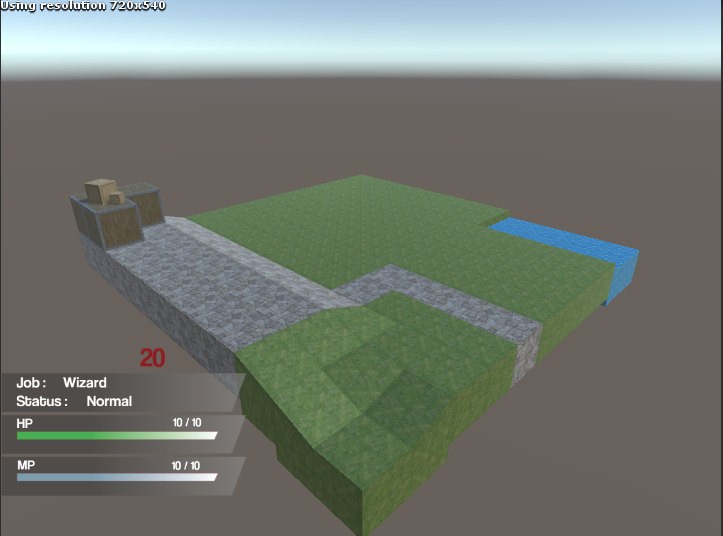 Using resolution 720x540
20
Job: Wizard
Status: Normal
HP 10/10
MP 10/10